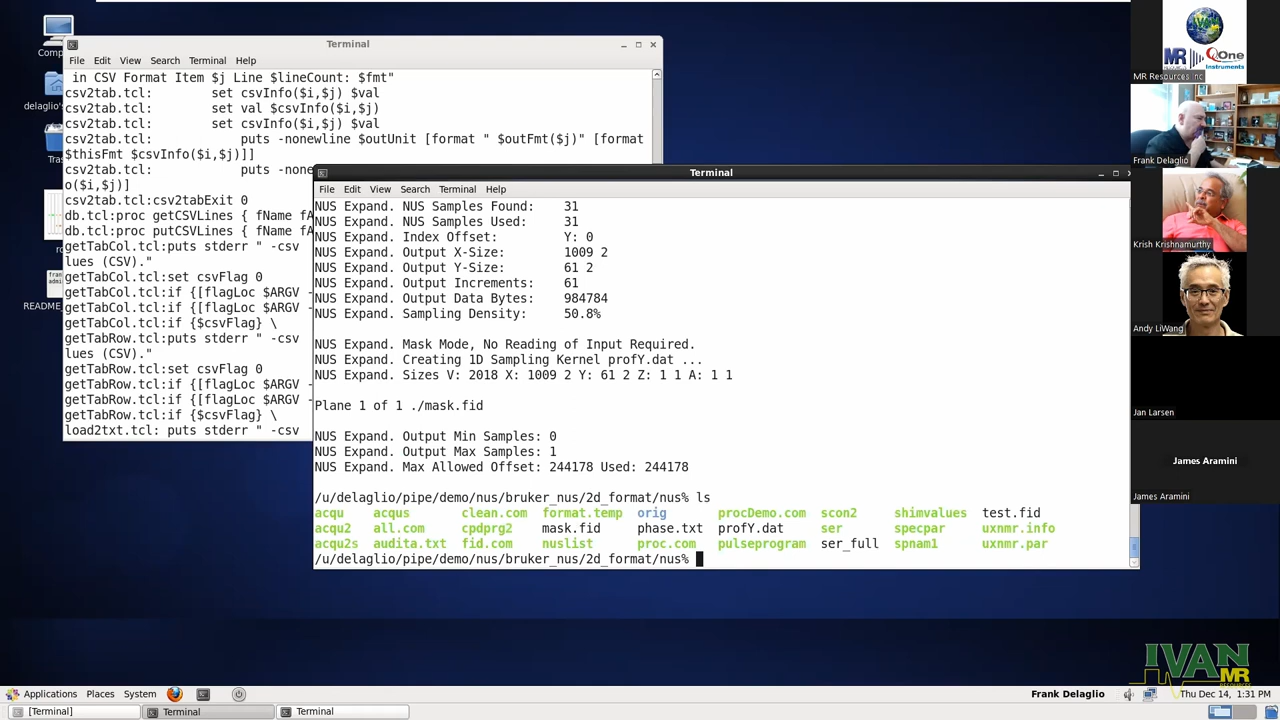 Comp
delaglio's
Tras
ro
fran
admi
README
Terminal
File Edit View Search Terminal Help
in CSV Format Item $j Line $lineCount: $fmt"
csv2tab.tcl: set csvInfo($i,$j) $val
csv2tab.tcl: set val $csvInfo($i,$j)
csv2tab.tcl: set csvInfo($i,$j) $val
csv2tab.tcl: puts -nonewline $outUnit [format " $outFmt($j)" [format
$thisFmt $csvInfo($i,$j)]]
csv2tab.tcl: puts -none
o($i,$j)]
csv2tab.tcl:csv2tabExit 0
db.tcl:proc getCSVLines { fName fA
db.tcl:proc putCSVLines { fName fA
getTabCol.tcl:puts stderr " -csv
lues (CSV)."
getTabCol.tcl:set csvFlag 0
getTabCol.tcl:if {[flagLoc $ARGV -
getTabCol.tcl:if {[flagLoc $ARGV -
getTabCol.tcl:if {$csvFlag} \
getTabRow.tcl:puts stderr " -csv
lues (CSV)."
getTabRow.tcl:set csvFlag 0
getTabRow.tcl:if {[flagLoc $ARGV -
getTabRow.tcl:if {[flagLoc $ARGV -
getTabRow.tcl:if {$csvFlag} \
load2txt.tcl: puts stderr " -csv
Terminal
File Edit View Search Terminal Help
NUS Expand. NUS Samples Found: 31
NUS Expand. NUS Samples Used: 31
NUS Expand. Index Offset: Y: 0
NUS Expand. Output X-Size: 1009 2
NUS Expand. Output Y-Size: 61 2
NUS Expand. Output Increments: 61
NUS Expand. Output Data Bytes: 984784
NUS Expand. Sampling Density: 50.8%
NUS Expand. Mask Mode, No Reading of Input Required.
NUS Expand. Creating 1D Sampling Kernel profY.dat ...
NUS Expand. Sizes V: 2018 X: 1009 2 Y: 61 2 Z: 1 1 A: 1 1
Plane 1 of 1 ./mask.fid
NUS Expand. Output Min Samples: 0
NUS Expand. Output Max Samples: 1
NUS Expand. Max Allowed Offset: 244178 Used: 244178
/u/delaglio/pipe/demo/nus/bruker_nus/2d_format/nus% ls
acqu acqus clean.com format.temp orig procDemo.com scon2 shimvalues test.fid
acqu2 all.com cpdprg2 mask.fid phase.txt profY.dat ser specpar uxnmr.info
acqu2s audita.txt fid.com nuslist proc.com pulseprogram ser_full spnam1 uxnmr.par
/u/delaglio/pipe/demo/nus/bruker_nus/2d_format/nus%
MR QOne
Instruments
MR Resources Inc
Frank Delaglio
Krish Krishnamurthy
Andy LiWang
Jan Larsen
James Aramini
James Aramini
IVAN
MR
RESOURCES
Applications Places System Frank Delaglio Thu Dec 14, 1:31 PM
[Terminal] Terminal Terminal